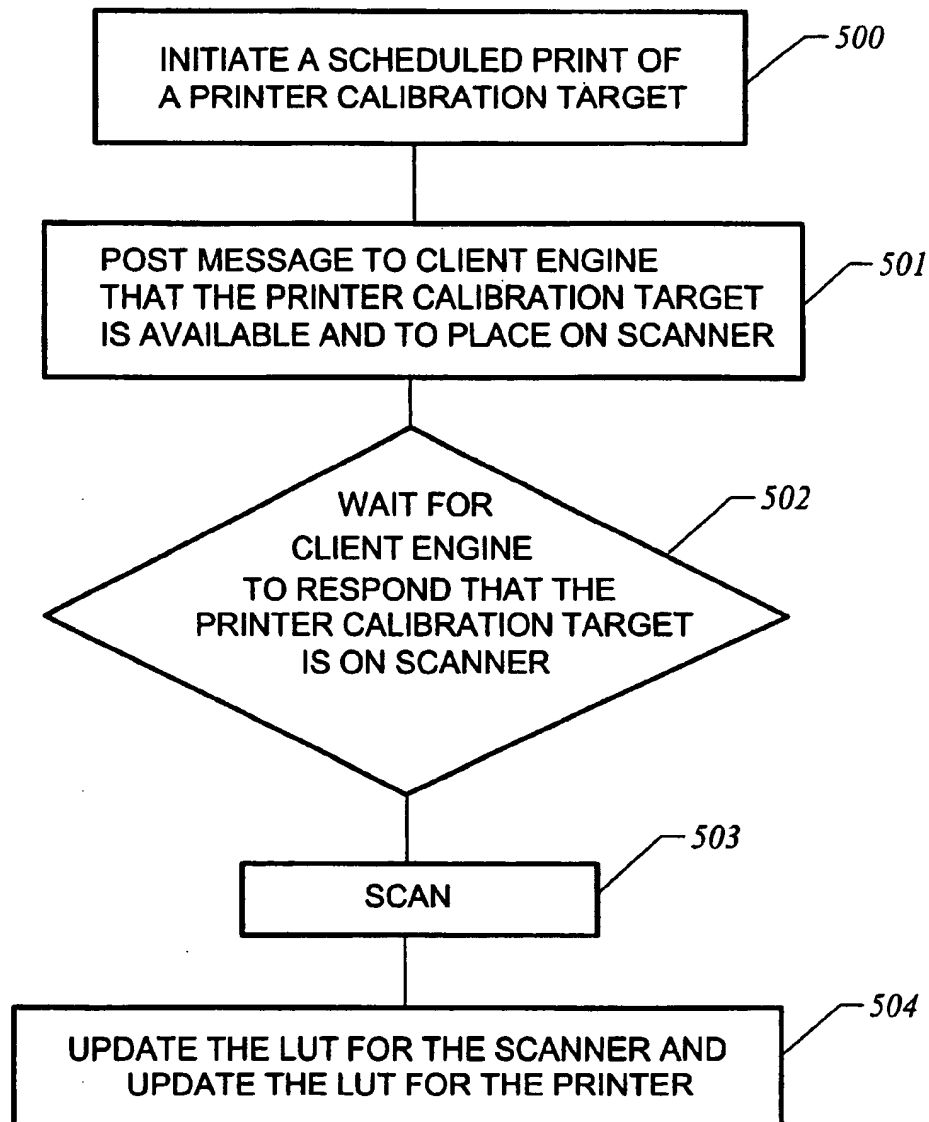 INITIATE A SCHEDULED PRINT OF
A PRINTER CALIBRATION TARGET
500
POST MESSAGE TO CLIENT ENGINE
THAT THE PRINTER CALIBRATION TARGET
IS AVAILABLE AND TO PLACE ON SCANNER
501
WAIT FOR
CLIENT ENGINE
TO RESPOND THAT THE
PRINTER CALIBRATION TARGET
IS ON SCANNER
502
SCAN
503
UPDATE THE LUT FOR THE SCANNER AND
UPDATE THE LUT FOR THE PRINTER
504